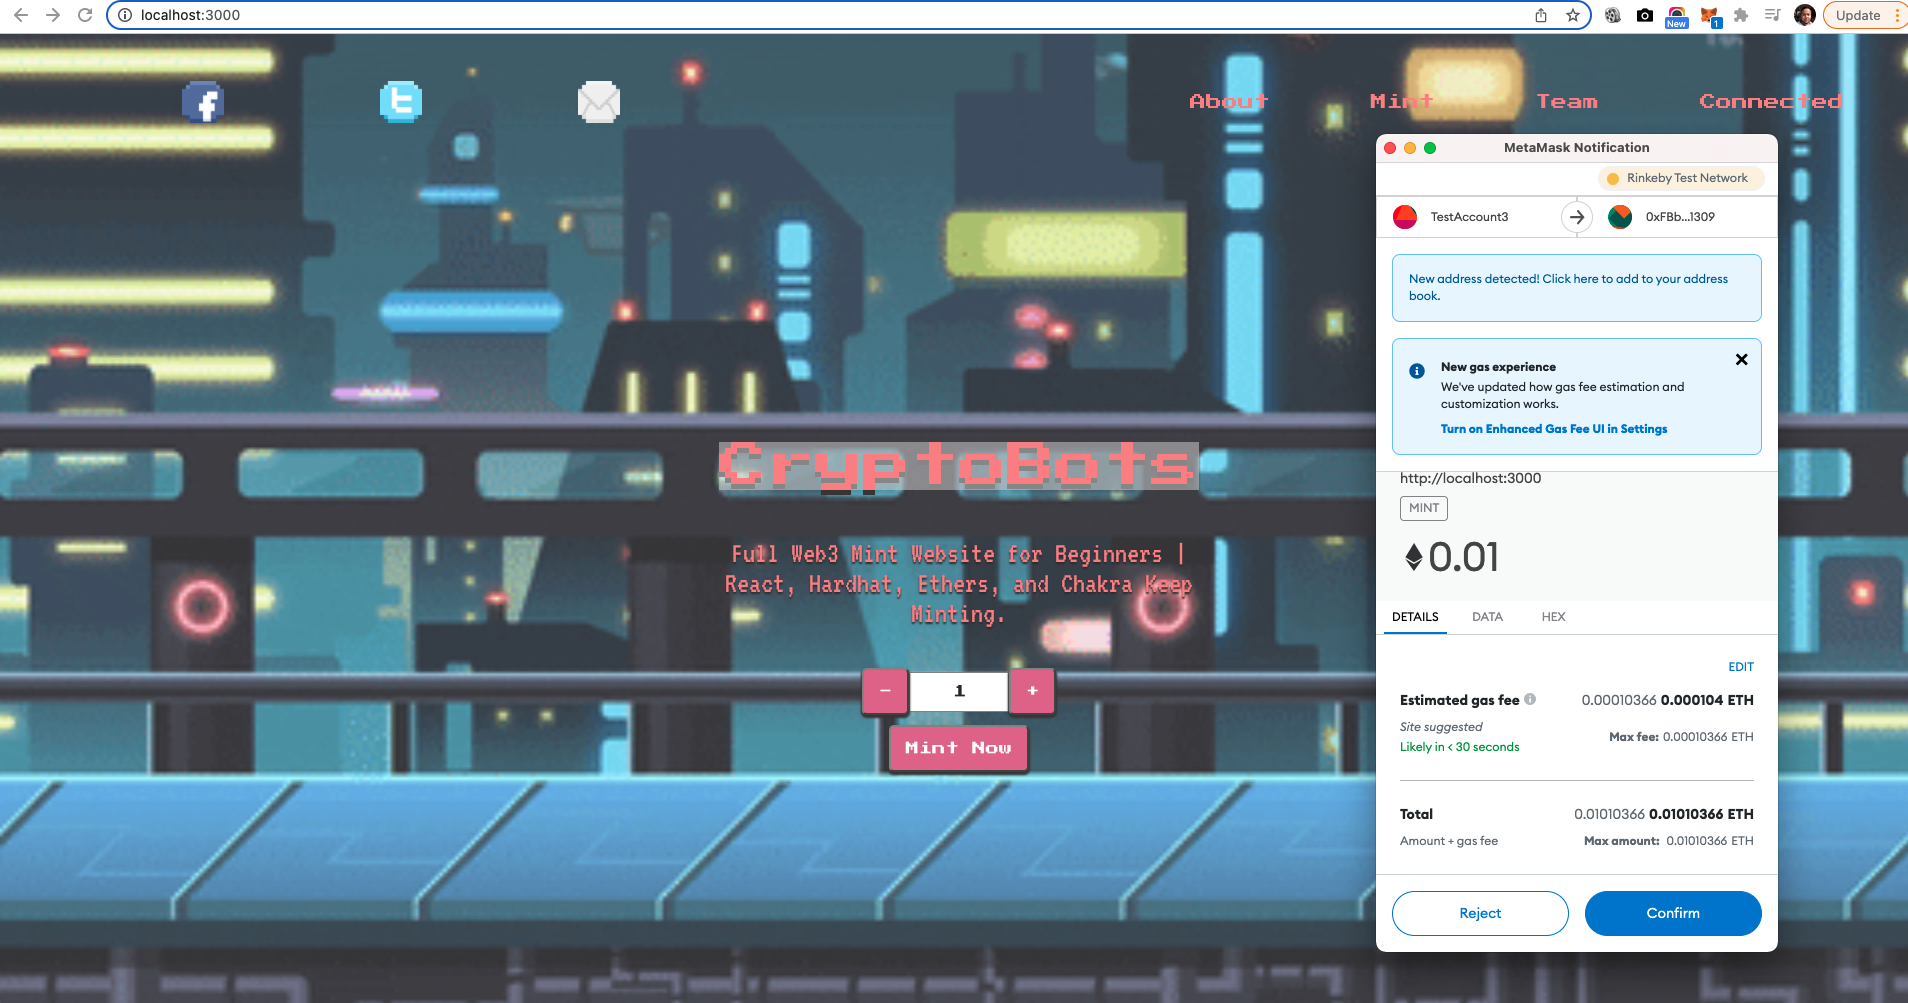 localhost:3000
New
1
Update
About
Mint
Team
Connected
CryptoBots
Full Web3 Mint Website for Beginners |
React, Hardhat, Ethers, and Chakra Keep
Minting.
-
1
+
Mint Now
MetaMask Notification
Rinkeby Test Network
TestAccount3
0xFBb...1309
New address detected! Click here to add to your address
book.
New gas experience
We've updated how gas fee estimation and
customization works.
Turn on Enhanced Gas Fee UI in Settings
http://localhost:3000
MINT
0.01
DETAILS DATA HEX
EDIT
Estimated gas fee 0.00010366 0.000104 ETH
Site suggested
Likely in < 30 seconds
Max fee: 0.00010366 ETH
Total 0.01010366 0.01010366 ETH
Amount + gas fee Max amount: 0.01010366 ETH
Reject
Confirm